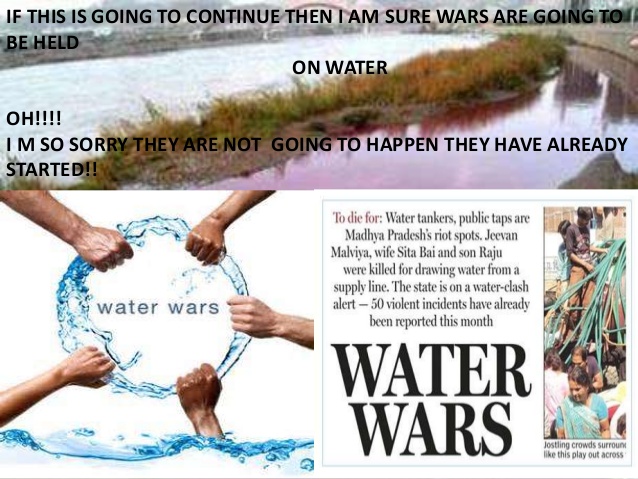 IF THIS IS GOING TO CONTINUE THEN I AM SURE WARS ARE GOING TO
BE HELD
ON WATER
OH!!!!
I M SO SORRY THEY ARE NOT GOING TO HAPPEN THEY HAVE ALREADY
STARTED!!
water wars
To die for: Water tankers, public taps are
Madhya Pradesh's riot spots. Jeevan
Malviya, wife Sita Bai and son Raju
were killed for drawing water from a
supply line. The state is on a water-clash
alert — 50 violent incidents have already
been reported this month
WATER
WARS
Jostling crowds surroun
like this play out across